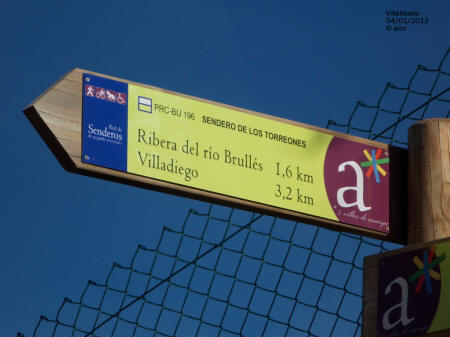 Villalibado
04/01/2013
© amr
PRC-BU 196 SENDERO DE LOS TORREONES
Red de
Senderos
Ribera del río Brullés 1,6 km
Villadiego 3,2 km
a
a